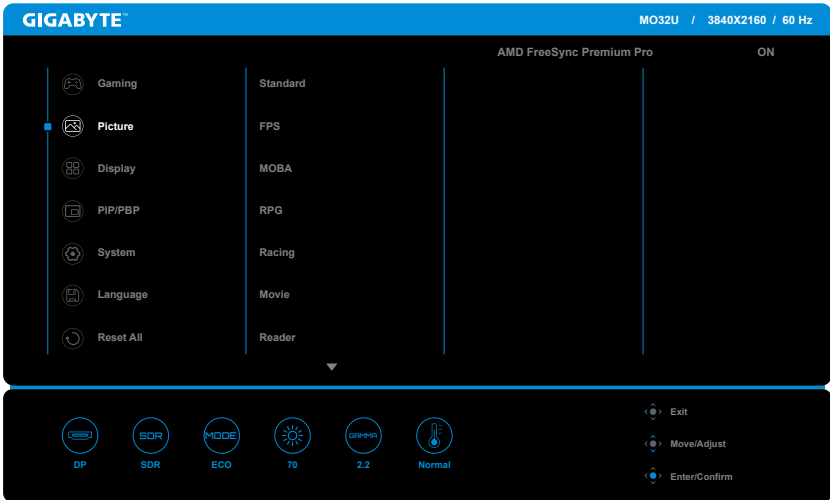 GIGABYTE™ MO32U / 3840X2160 / 60 Hz
AMD FreeSync Premium Pro ON
Gaming Standard
Picture FPS
Display MOBA
PIP/PBP RPG
System Racing
Language Movie
Reset All Reader
SDR MODE GAMMA
DP SDR ECO 70 2.2 Normal
Exit
Move/Adjust
Enter/Confirm